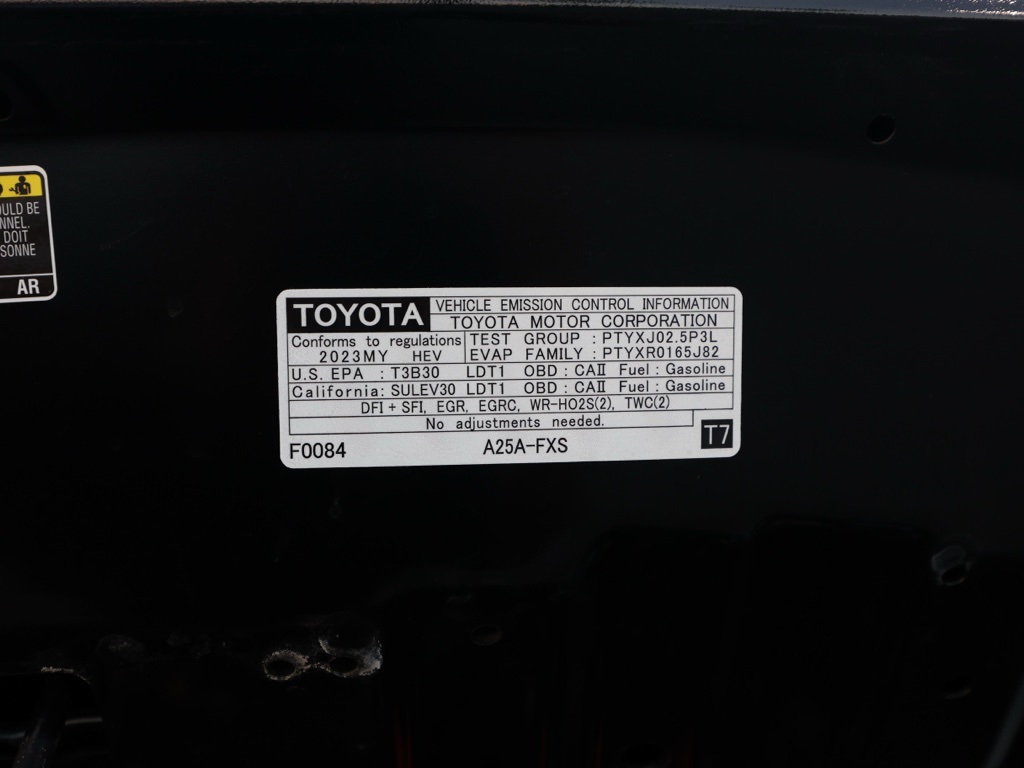 OULD BE
NNEL.
DOIT
SONNE
AR
TOYOTA
VEHICLE EMISSION CONTROL INFORMATION
TOYOTA MOTOR CORPORATION
Conforms to regulations
2023MY HEV
TEST GROUP : PTYXJ02.5P3L
EVAP FAMILY : PTYXR0165J82
U.S. EPA : T3B30 LDT1 OBD : CAII Fuel : Gasoline
California: SULEV30 LDT1 OBD : CAII Fuel : Gasoline
DFI + SFI, EGR, EGRC, WR-HO2S(2), TWC(2)
No adjustments needed.
T7
F0084
A25A-FXS